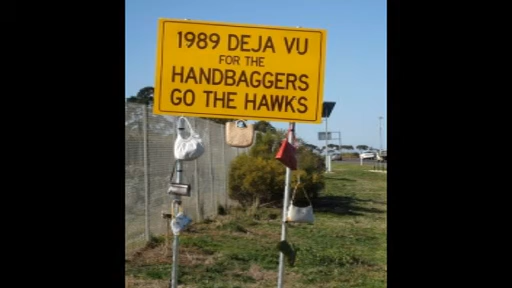 1989 DEJA VU
FOR THE
HANDBAGGERS
GO THE HAWKS